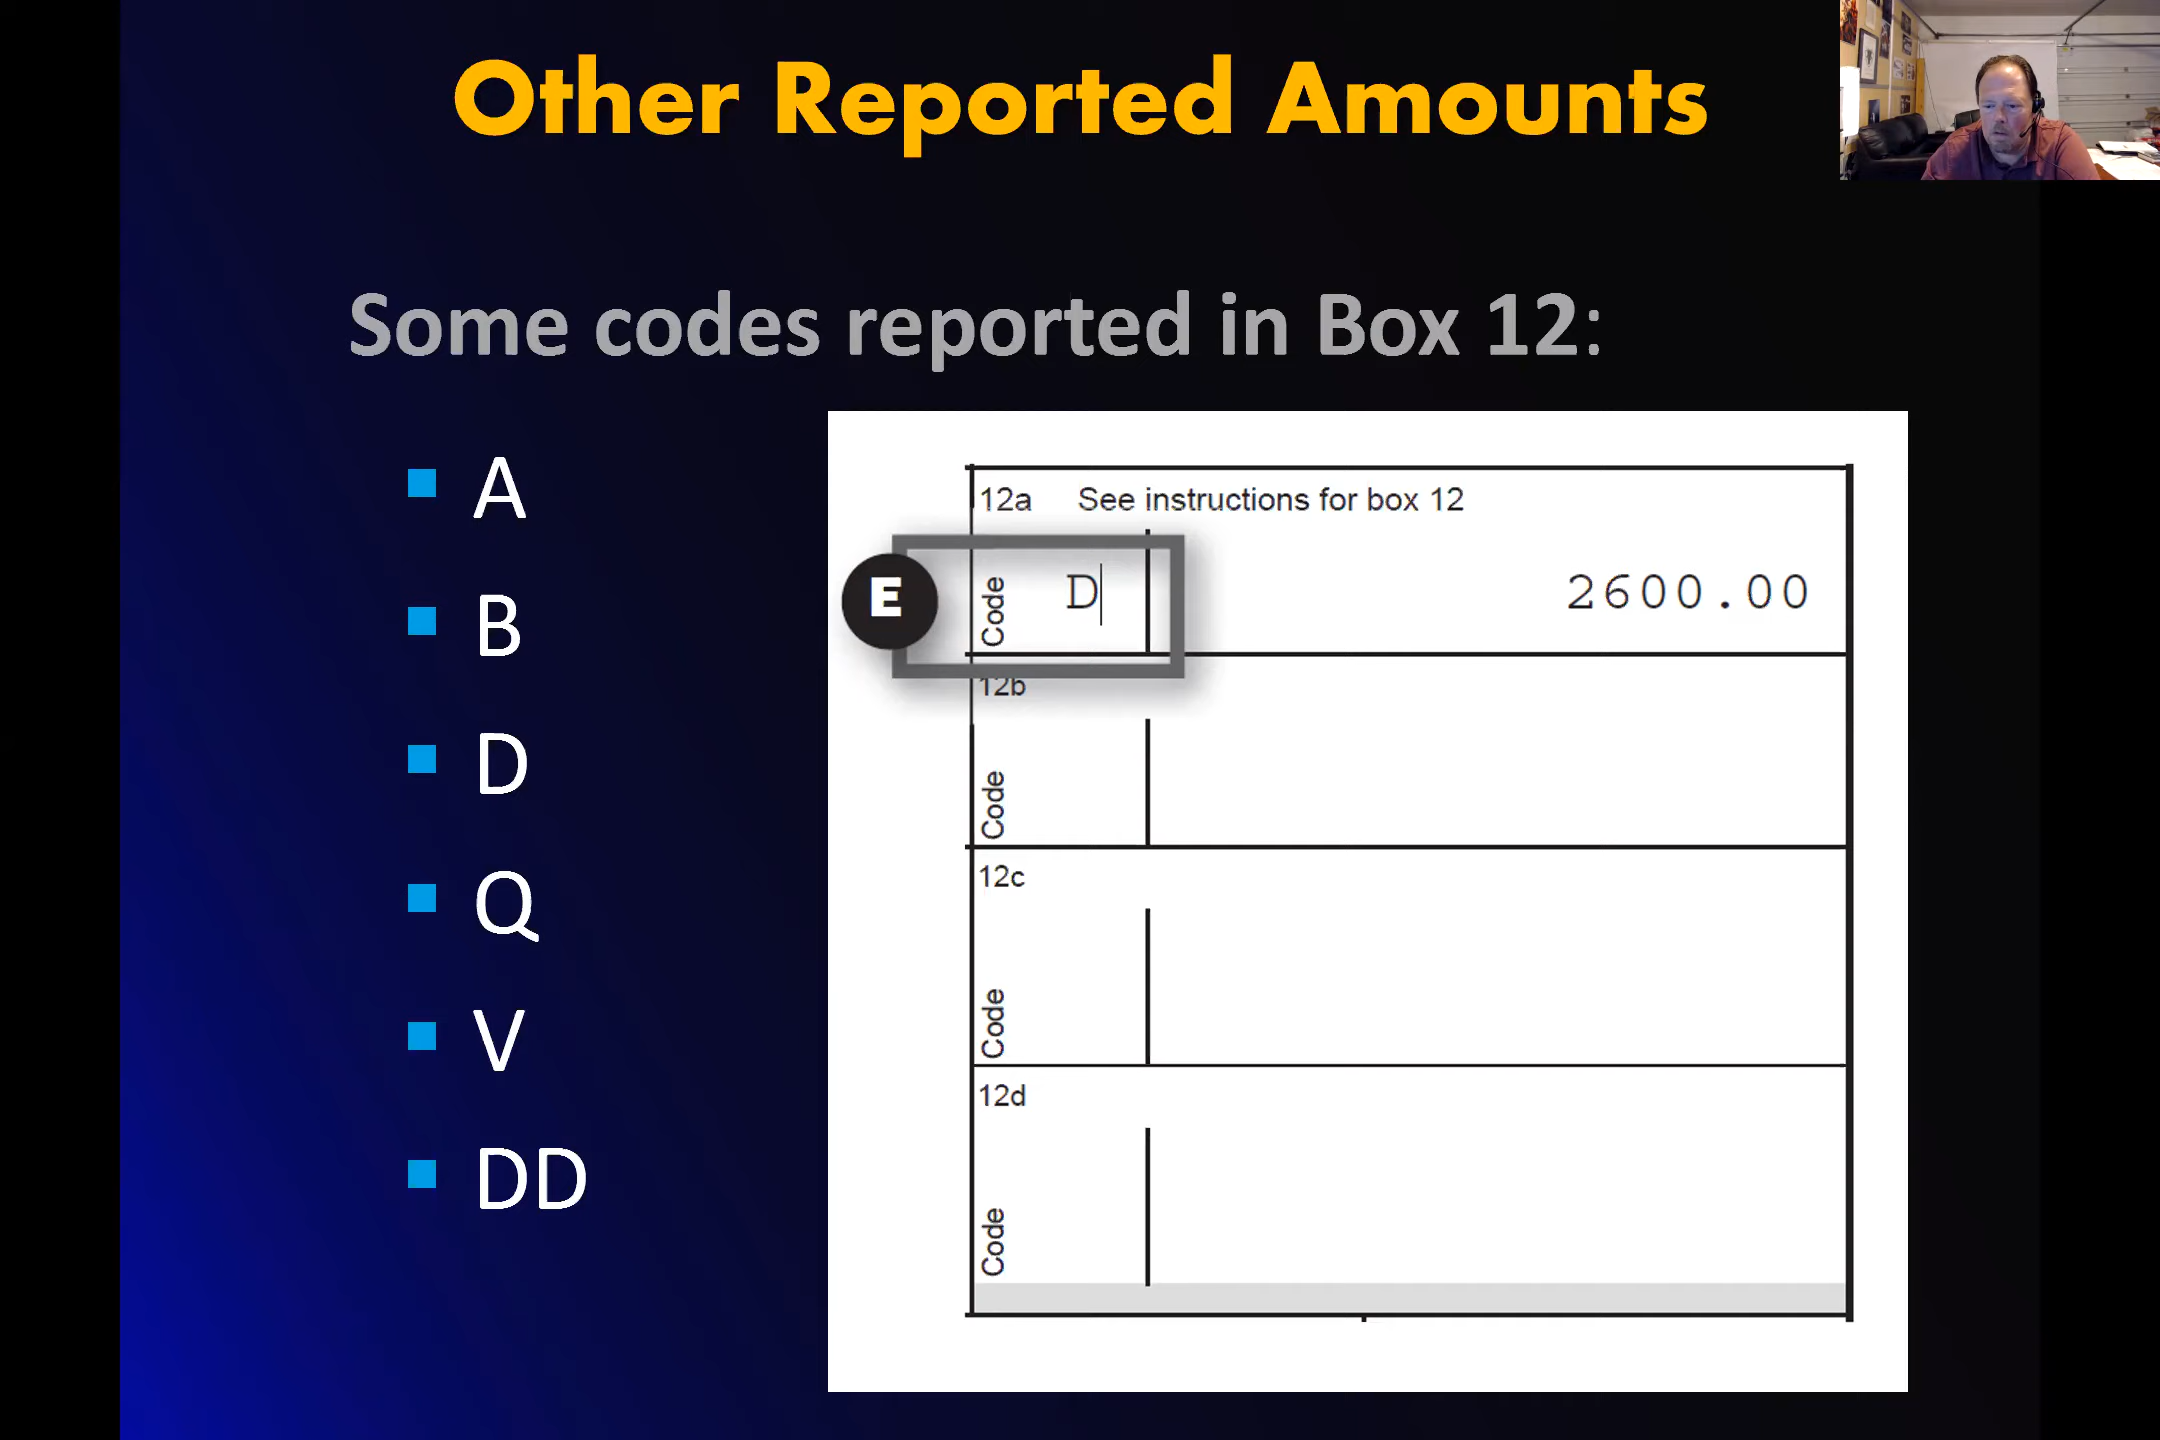 Other Reported Amounts
Some codes reported in Box 12:
A
B
D
Q
V
DD
12a See instructions for box 12
E
Code D 2600.00
12b
Code
12c
Code
12d
Code